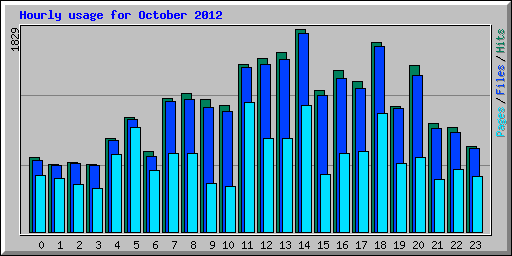 Hourly usage for October 2012
1829
Pages/Files/Hits
0 1 2 3 4 5 6 7 8 9 10 11 12 13 14 15 16 17 18 19 20 21 22 23